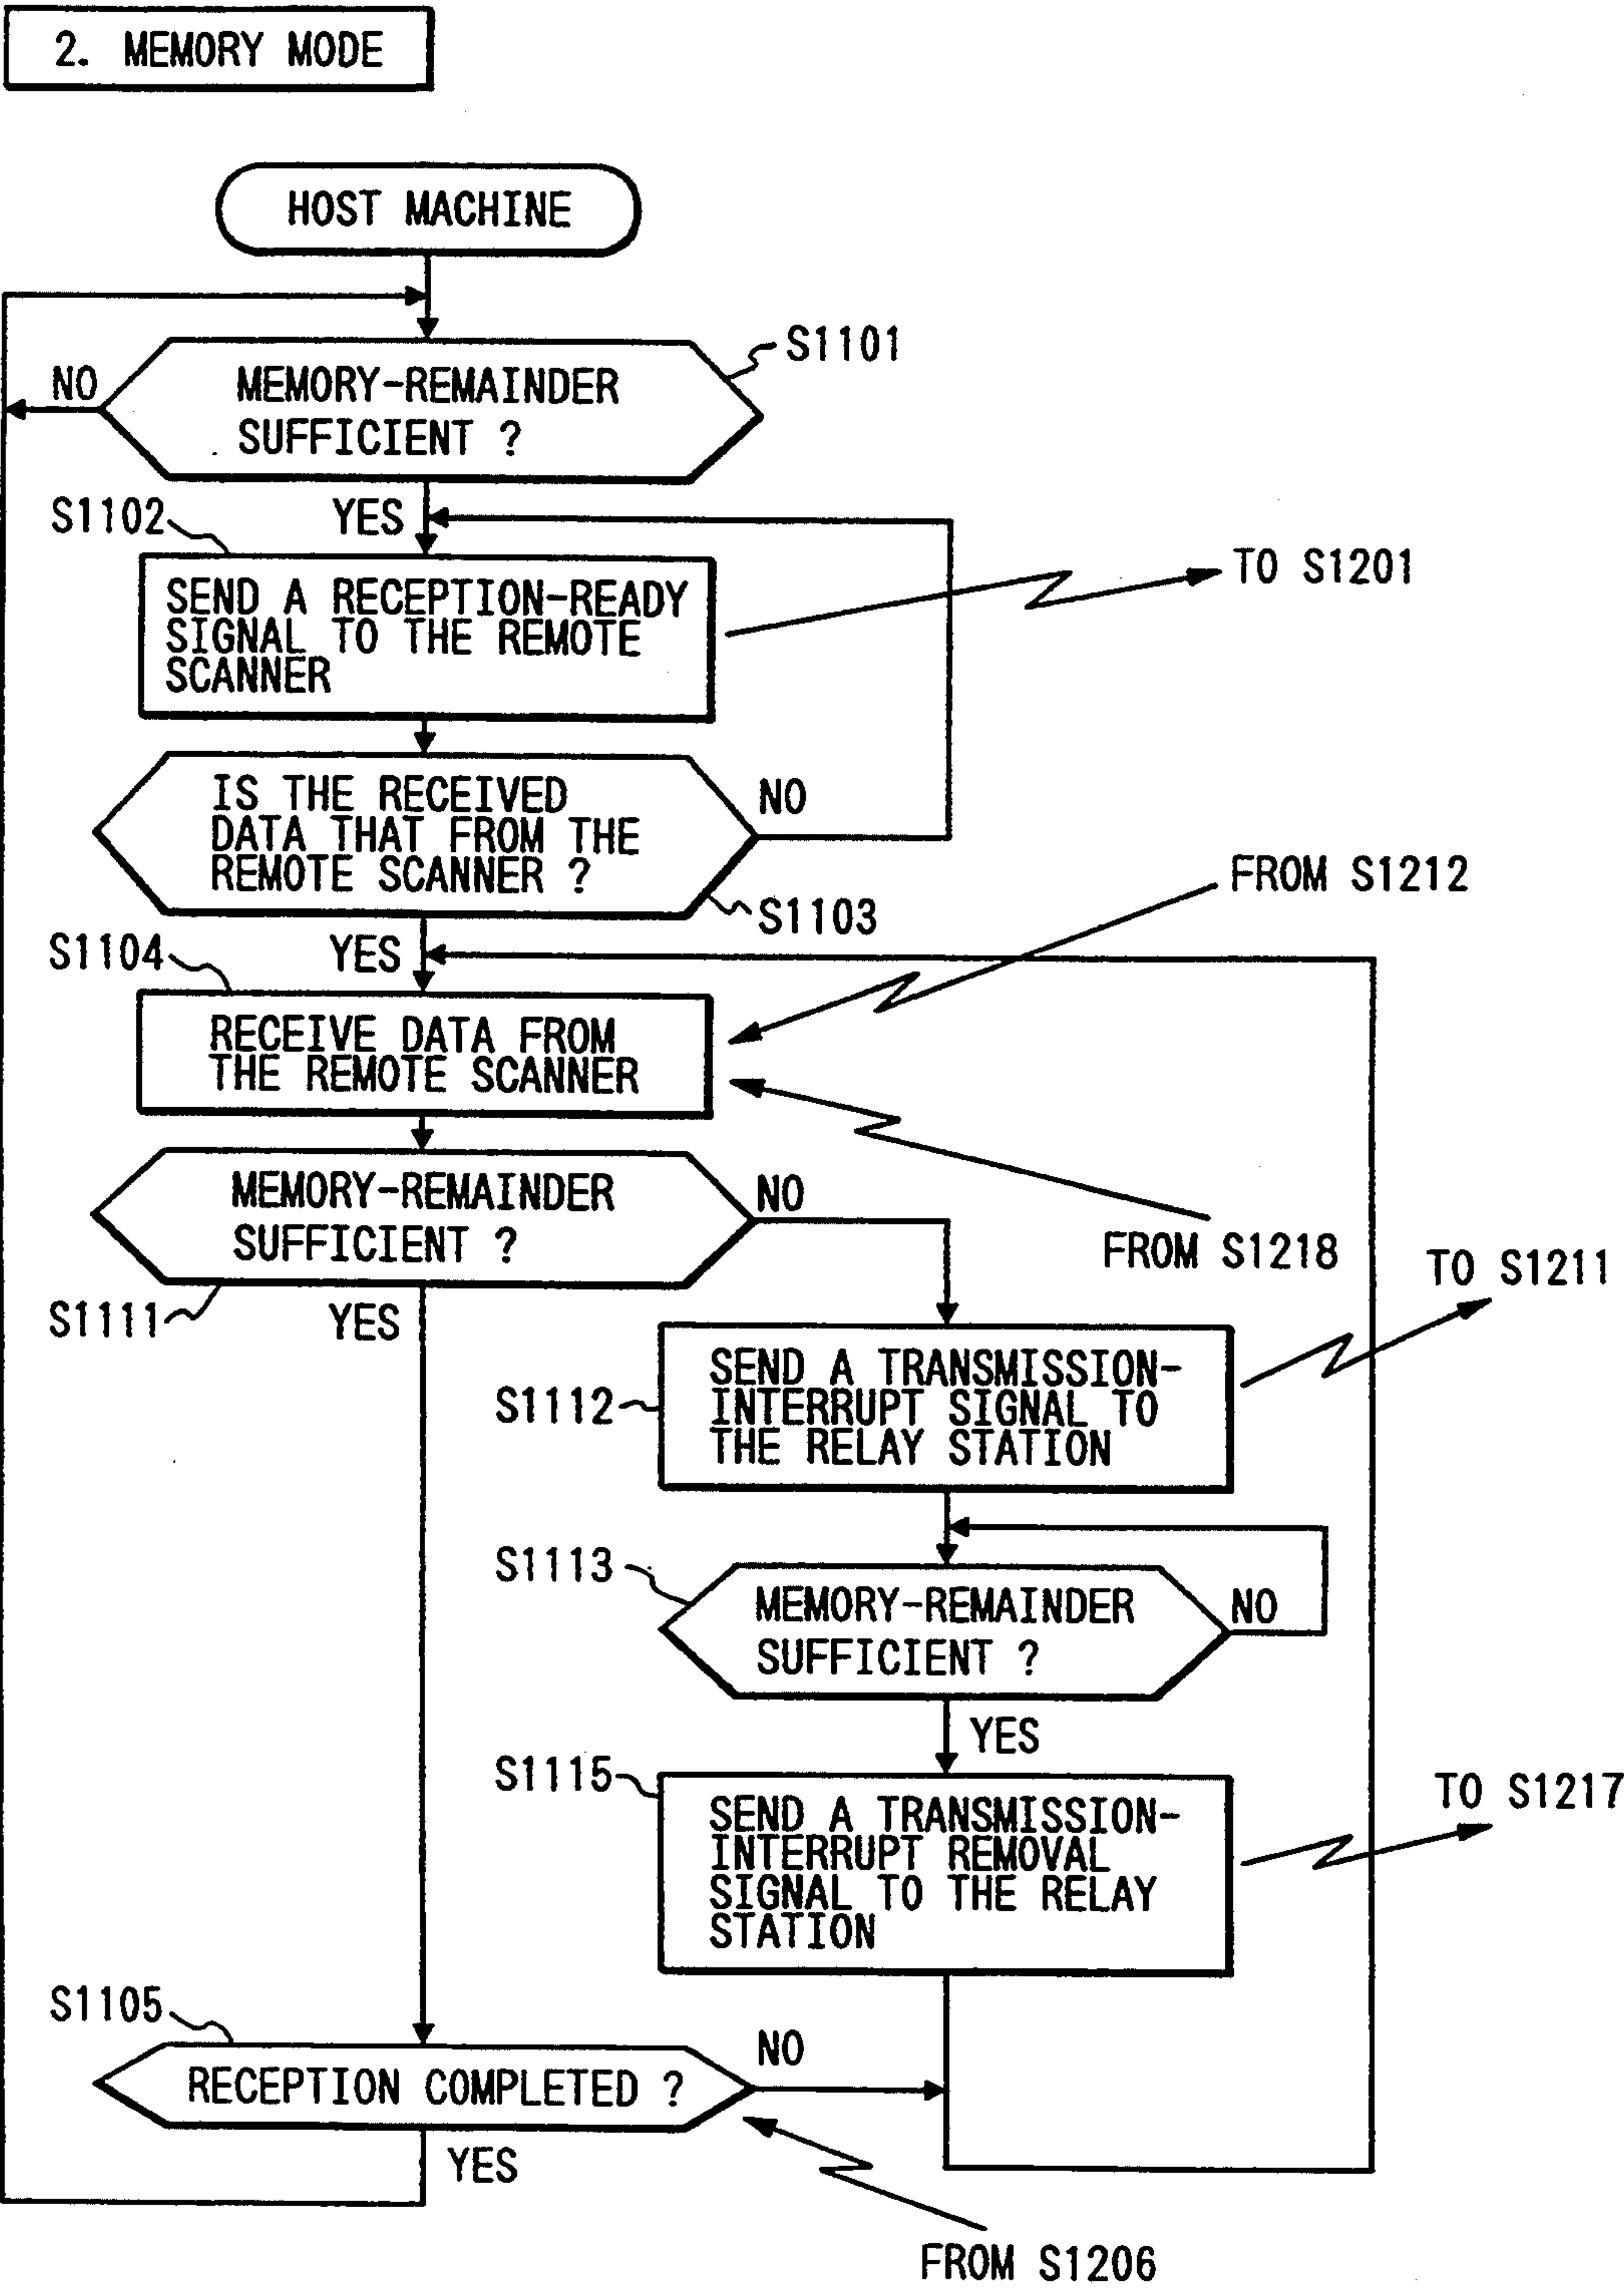 2. MEMORY MODE
HOST MACHINE
S1101
NO
MEMORY-REMAINDER
SUFFICIENT ?
S1102
YES
TO S1201
SEND A RECEPTION-READY
SIGNAL TO THE REMOTE
SCANNER
IS THE RECEIVED
DATA THAT FROM THE
REMOTE SCANNER ?
NO
FROM S1212
S1103
S1104
YES
RECEIVE DATA FROM
THE REMOTE SCANNER
MEMORY-REMAINDER
SUFFICIENT ?
NO
FROM S1218
TO S1211
S1111
YES
SEND A TRANSMISSION-
INTERRUPT SIGNAL TO
THE RELAY STATION
S1112
S1113
MEMORY-REMAINDER
SUFFICIENT ?
NO
YES
S1115
TO S1217
SEND A TRANSMISSION-
INTERRUPT REMOVAL
SIGNAL TO THE RELAY
STATION
S1105
NO
RECEPTION COMPLETED ?
YES
FROM S1206